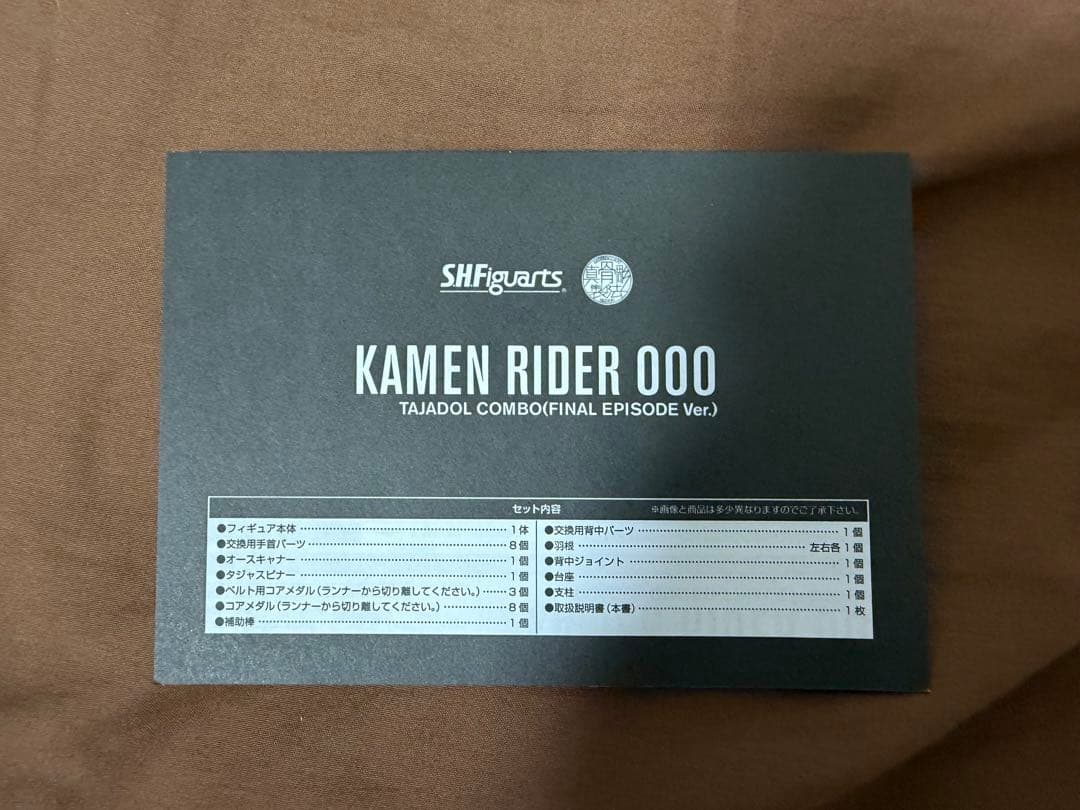 S.H.Figuarts
真骨彫製法
KAMEN RIDER OOO
TAJADOL COMBO(FINAL EPISODE Ver.)
セット内容 ※画像と商品は多少異なりますのでご了承下さい。
●フィギュア本体 1体
●交換用手首パーツ 8個
●オースキャナー 1個
●タジャスピナー 1個
●ベルト用コアメダル(ランナーから切り離してください。) 3個
●コアメダル(ランナーから切り離してください。) 8個
●補助棒 1個
●交換用背中パーツ 1個
●羽根 左右各1個
●背中ジョイント 1個
●台座 1個
●支柱 1個
●取扱説明書(本書) 1枚